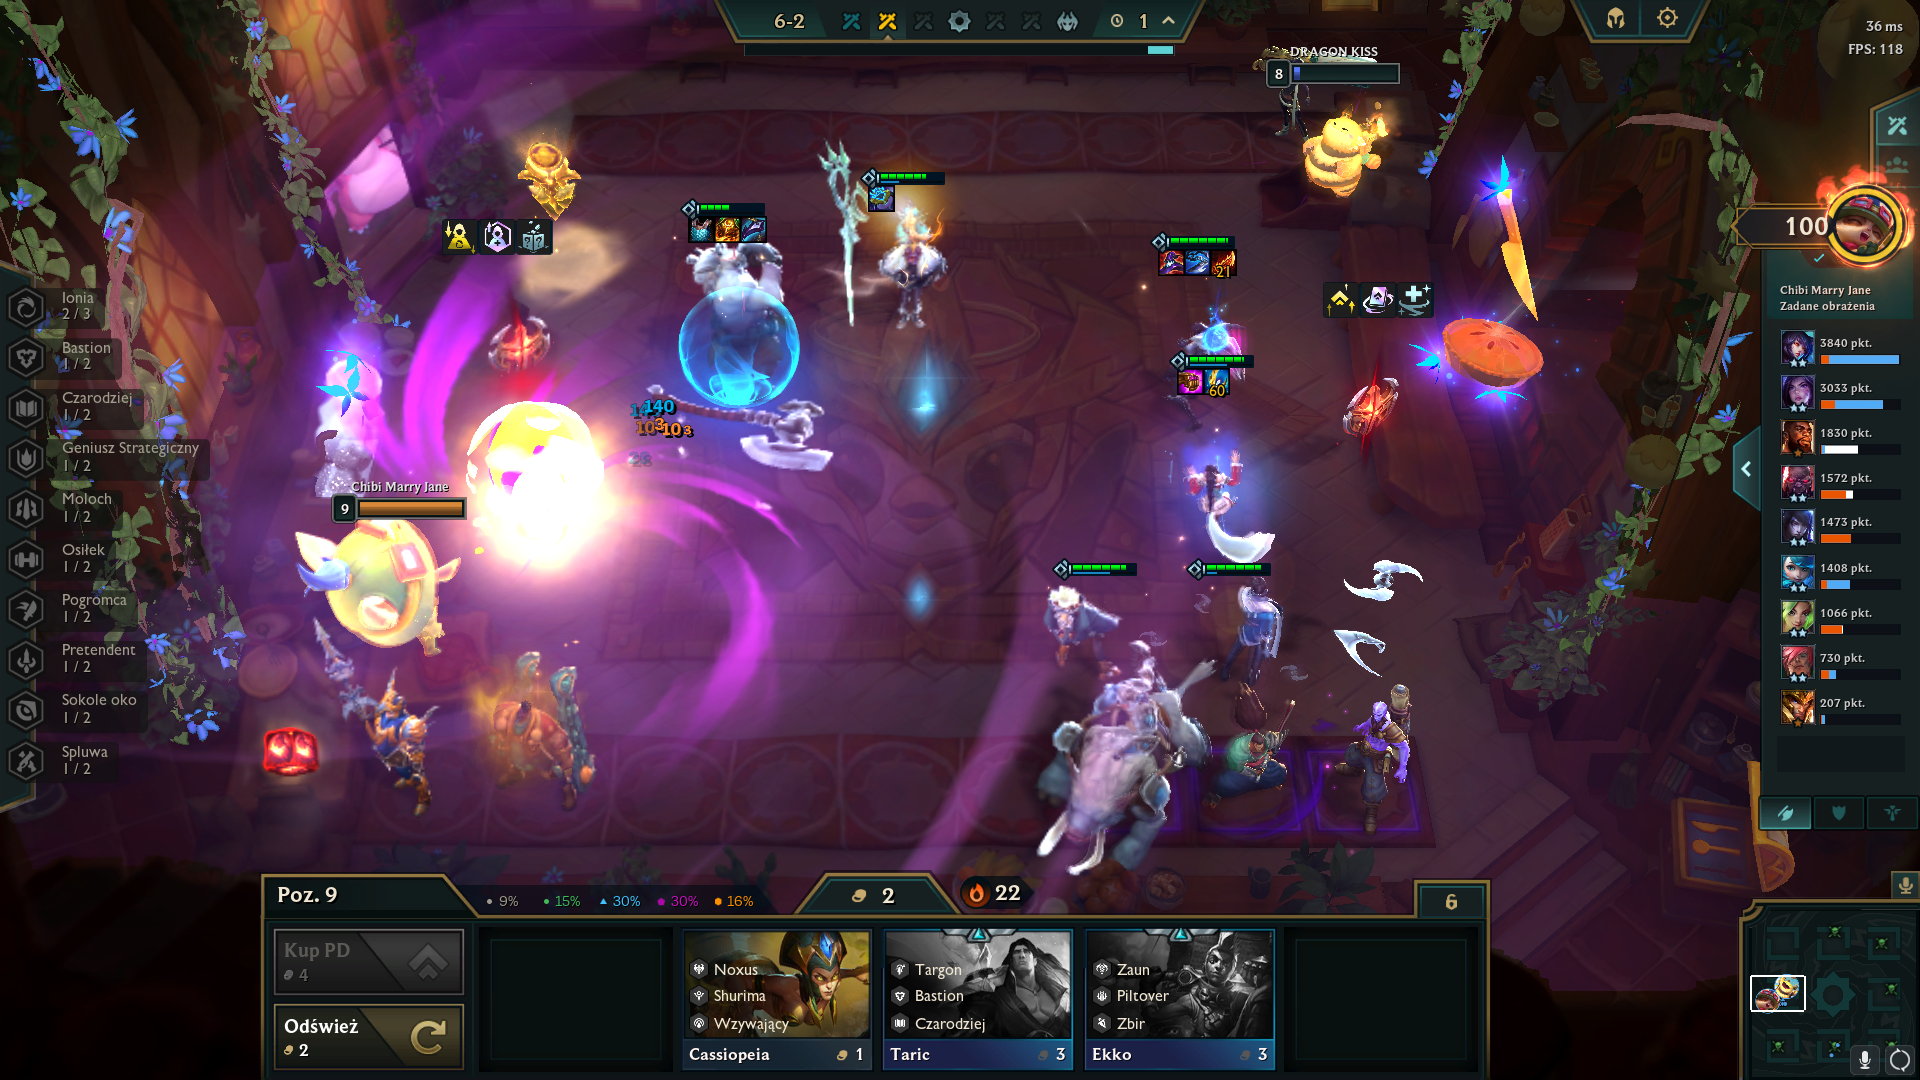 6-2
1
36 ms
FPS: 118
DRAGON KISS
8
100
Chibi Marry Jane
Zadane obrażenia
3840 pkt.
3033 pkt.
1830 pkt.
1572 pkt.
1473 pkt.
1408 pkt.
1066 pkt.
730 pkt.
207 pkt.
Ionia
2 / 3
Bastion
1 / 2
Czarodziej
1 / 2
Geniusz Strategiczny
1 / 2
Moloch
1 / 2
Osiłek
1 / 2
Pogromca
1 / 2
Pretendent
1 / 2
Sokole oko
1 / 2
Spluwa
1 / 2
21
60
140
103
Chibi Marry Jane
9
Poz. 9
9%
15%
30%
30%
16%
2
22
6
Kup PD
4
Odśwież
2
Noxus
Shurima
Wzywający
Cassiopeia
1
Targon
Bastion
Czarodziej
Taric
3
Zaun
Piltover
Zbir
Ekko
3